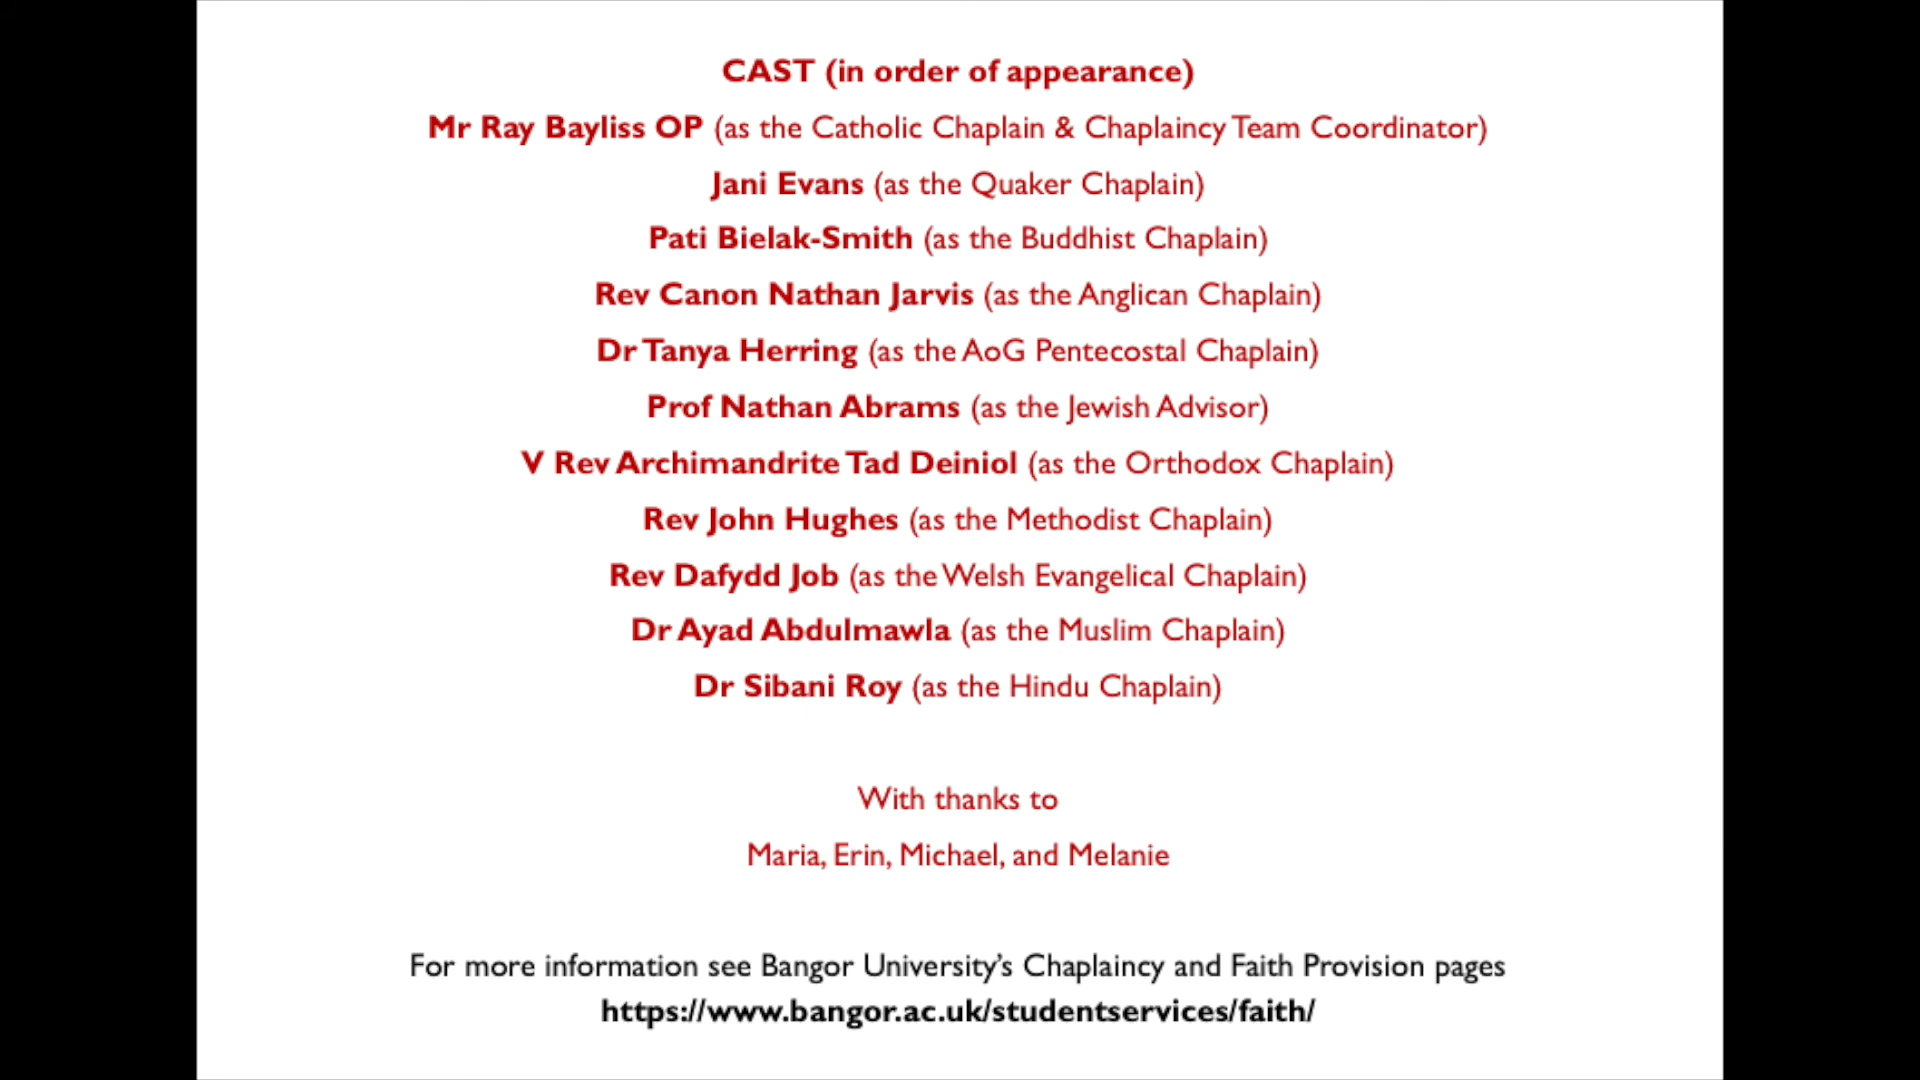 CAST (in order of appearance)
Mr Ray Bayliss OP (as the Catholic Chaplain & Chaplaincy Team Coordinator)
Jani Evans (as the Quaker Chaplain)
Pati Bielak-Smith (as the Buddhist Chaplain)
Rev Canon Nathan Jarvis (as the Anglican Chaplain)
Dr Tanya Herring (as the AoG Pentecostal Chaplain)
Prof Nathan Abrams (as the Jewish Advisor)
V Rev Archimandrite Tad Deiniol (as the Orthodox Chaplain)
Rev John Hughes (as the Methodist Chaplain)
Rev Dafydd Job (as the Welsh Evangelical Chaplain)
Dr Ayad Abdulmawla (as the Muslim Chaplain)
Dr Sibani Roy (as the Hindu Chaplain)
With thanks to
Maria, Erin, Michael, and Melanie
For more information see Bangor University’s Chaplaincy and Faith Provision pages
https://www.bangor.ac.uk/studentservices/faith/